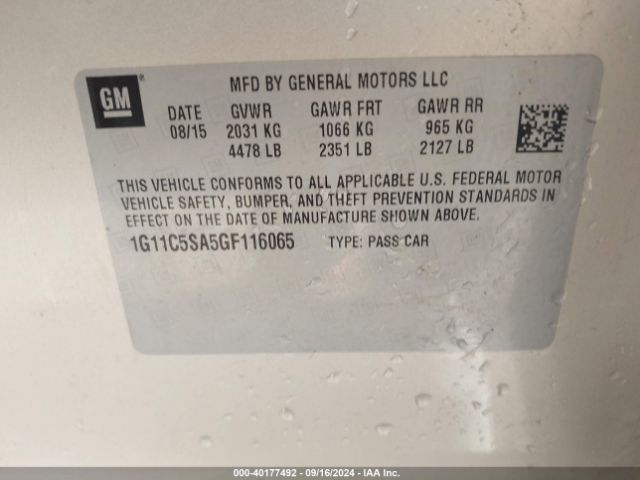 GM
MFD BY GENERAL MOTORS LLC
DATE GVWR GAWR FRT GAWR RR
08/15 2031 KG 1066 KG 965 KG
4478 LB 2351 LB 2127 LB
THIS VEHICLE CONFORMS TO ALL APPLICABLE U.S. FEDERAL MOTOR
VEHICLE SAFETY, BUMPER, AND THEFT PREVENTION STANDARDS IN
EFFECT ON THE DATE OF MANUFACTURE SHOWN ABOVE.
1G11C5SA5GF116065 TYPE: PASS CAR
000-40177492 - 09/16/2024 - IAA Inc.